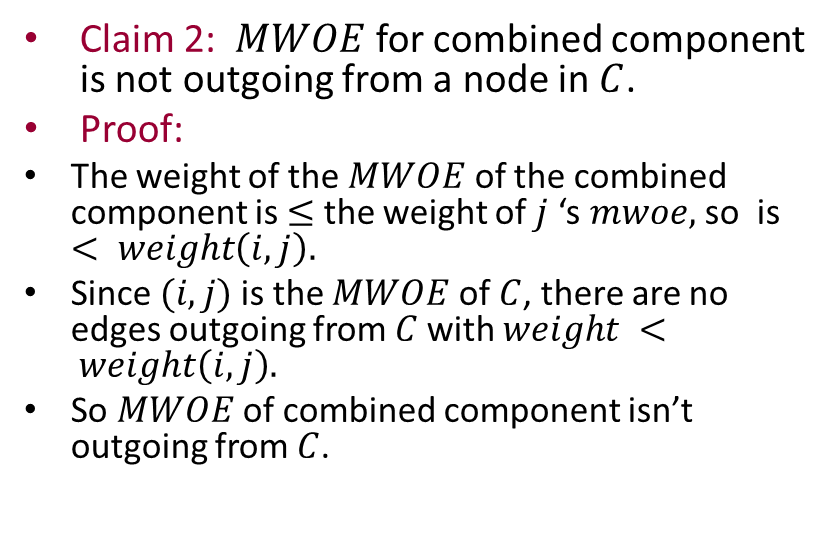 • Claim 2: MWOE for combined component
is not outgoing from a node in C.
• Proof:
• The weight of the MWOE of the combined
component is ≤ the weight of j ‘s mwoe, so is
< weight(i, j).
• Since (i, j) is the MWOE of C, there are no
edges outgoing from C with weight <
weight(i, j).
• So MWOE of combined component isn’t
outgoing from C.